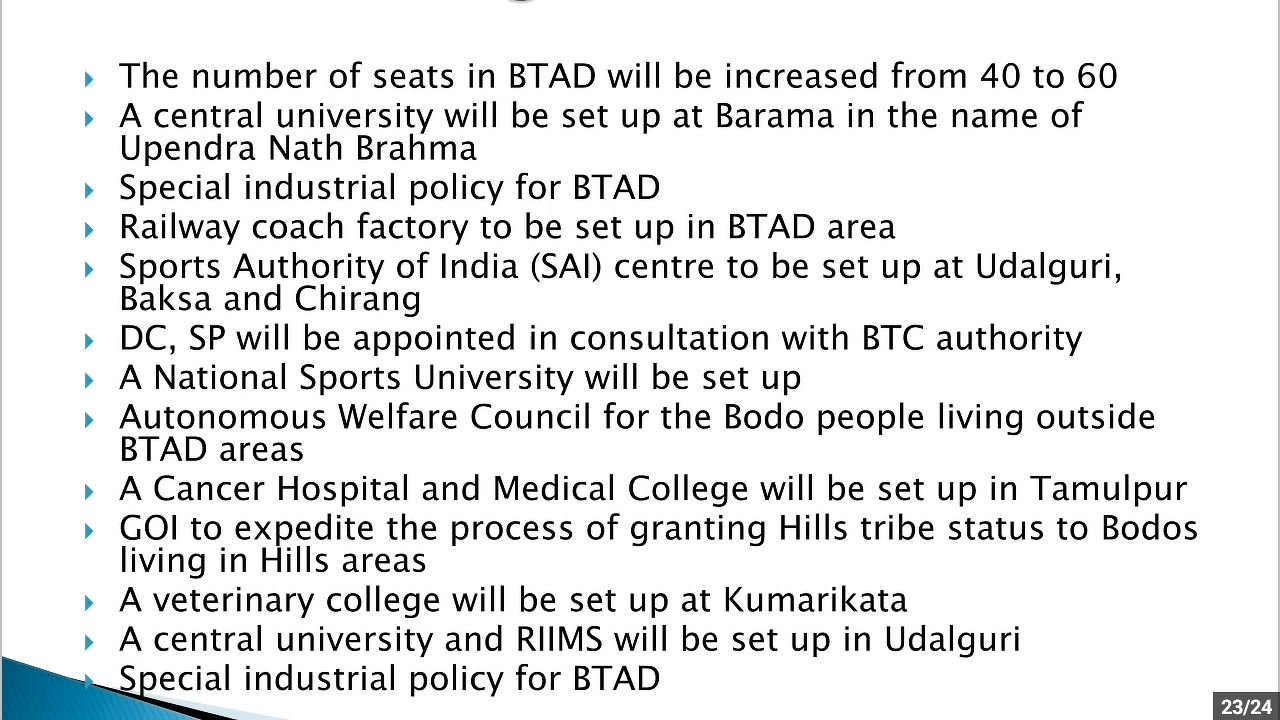 The number of seats in BTAD will be increased from 40 to 60
A central university will be set up at Barama in the name of
Upendra Nath Brahma
Special industrial policy for BTAD
Railway coach factory to be set up in BTAD area
Sports Authority of India (SAI) centre to be set up at Udalguri,
Baksa and Chirang
DC, SP will be appointed in consultation with BTC authority
A National Sports University will be set up
Autonomous Welfare Council for the Bodo people living outside
BTAD areas
A Cancer Hospital and Medical College will be set up in Tamulpur
GOI to expedite the process of granting Hills tribe status to Bodos
living in Hills areas
A veterinary college will be set up at Kumarikata
A central university and RIIMS will be set up in Udalguri
Special industrial policy for BTAD
23/24